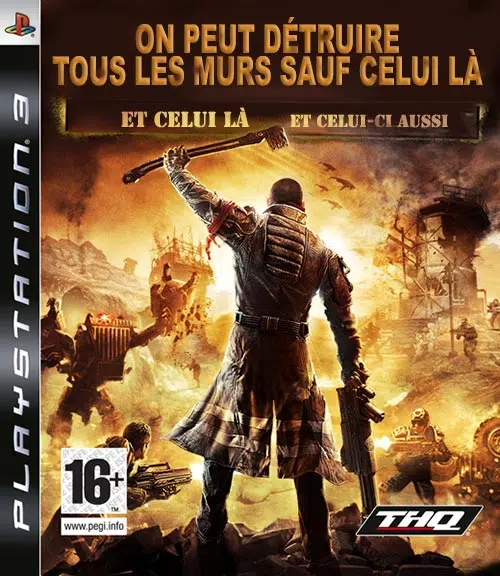 ON PEUT DÉTRUIRE
TOUS LES MURS SAUF CELUI LÀ
ET CELUI LÀ ET CELUI-CI AUSSI
PLAYSTATION 3
16+
www.pegi.info
THQ